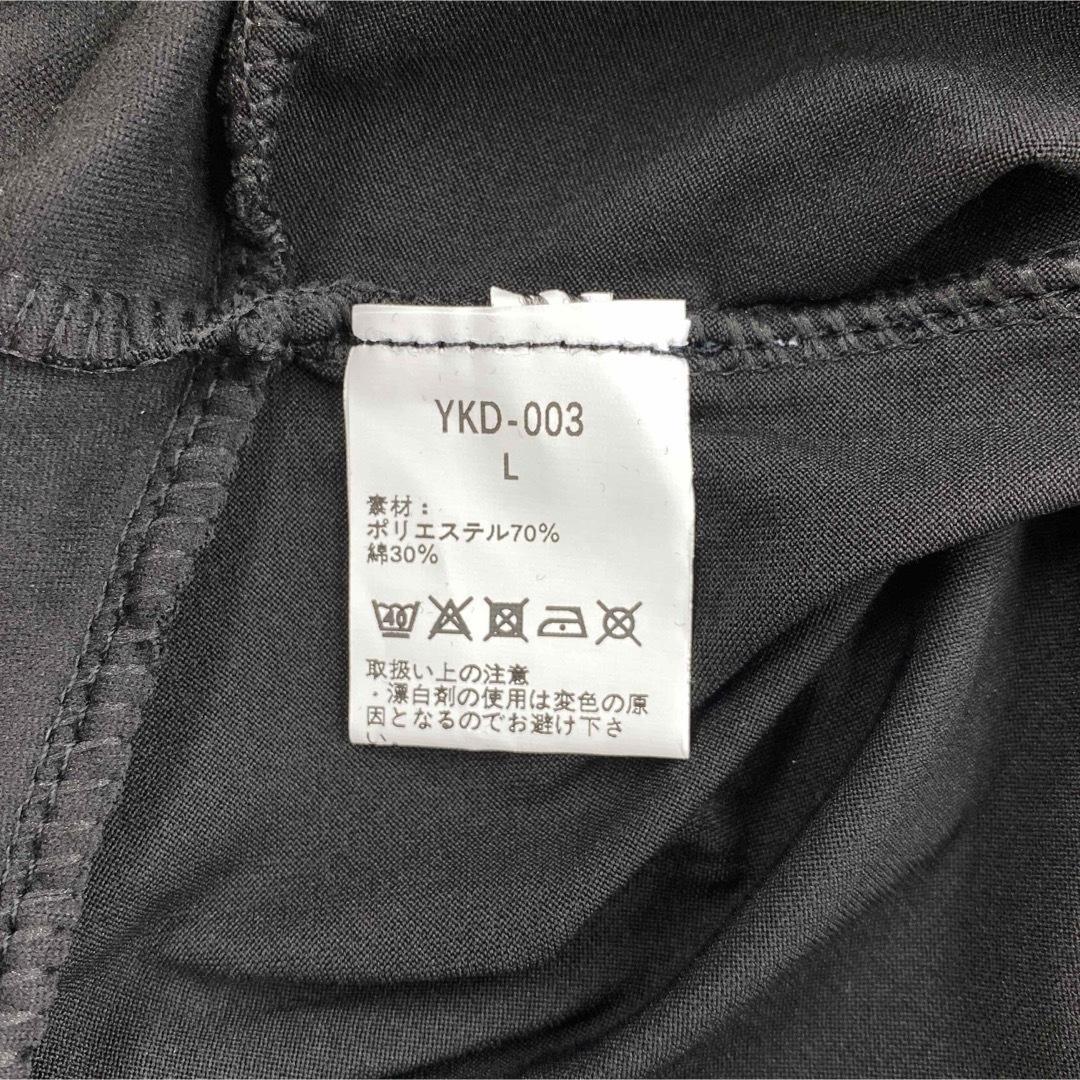 YKD-003
L
素材：
ポリエステル70%
綿30%
40
取扱い上の注意
・漂白剤の使用は変色の原
因となるのでお避け下さ
い。